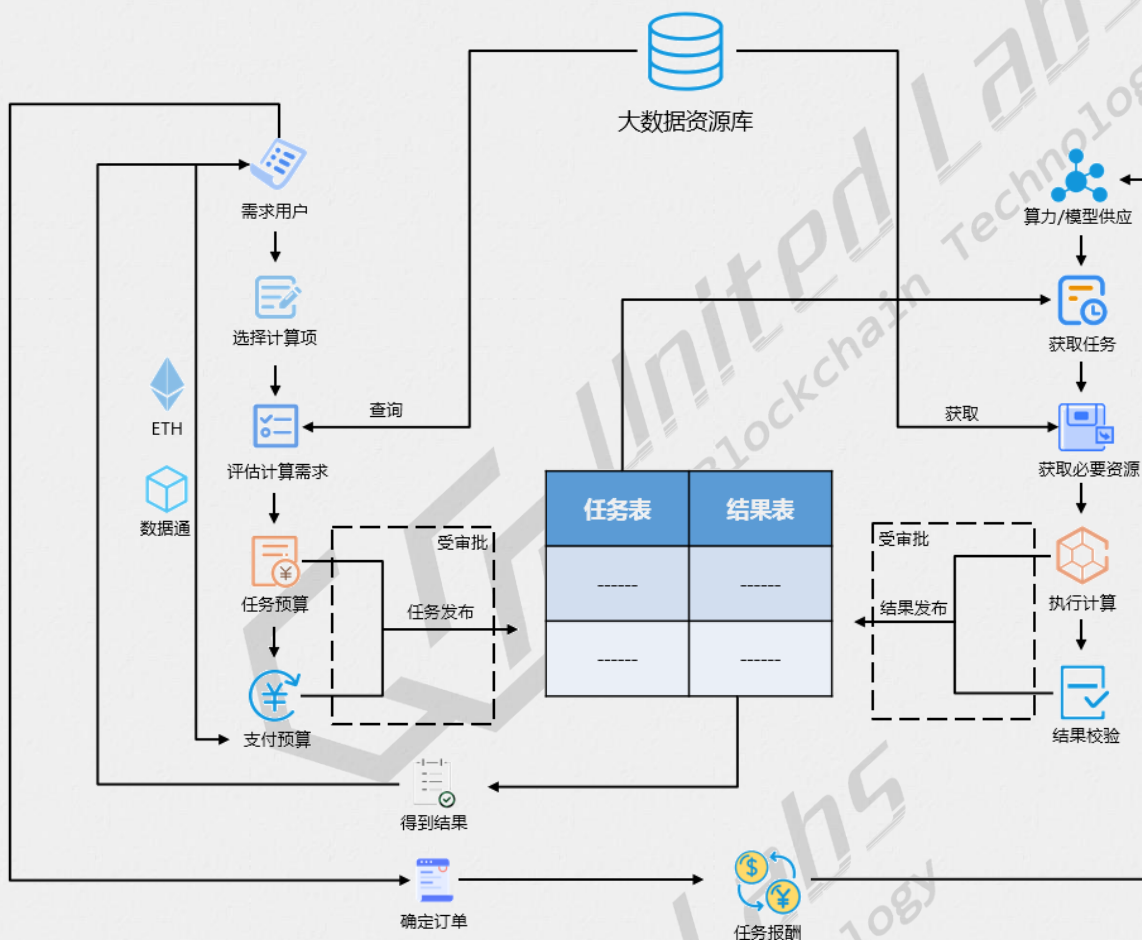 大数据资源库
需求用户
选择计算项
ETH
数据通
查询
评估计算需求
任务预算
支付预算
受审批
任务发布
任务表
结果表
------
------
------
------
算力/模型供应
获取任务
获取
获取必要资源
受审批
结果发布
执行计算
结果校验
得到结果
确定订单
任务报酬
United Labs
Blockchain Technology
Labs
ology